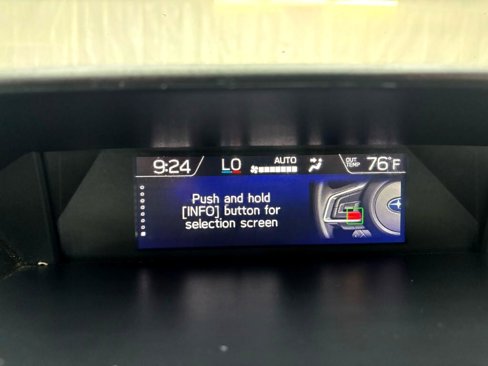 9:24 LO AUTO OUT TEMP 76°F
Push and hold
[INFO] button for
selection screen